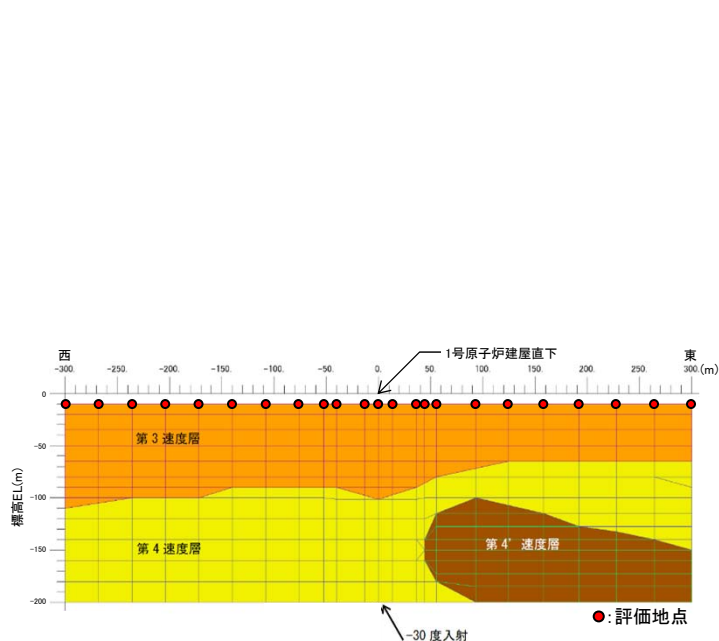 1号原子炉建屋直下
西
東
-300. -250. -200. -150. -100. -50. 0. 50. 100. 150. 200. 250. 300. (m)
0
第3速度層
-50
標高EL(m)
-100
第4速度層
第4’速度層
-150
-200
●:評価地点
-30度入射